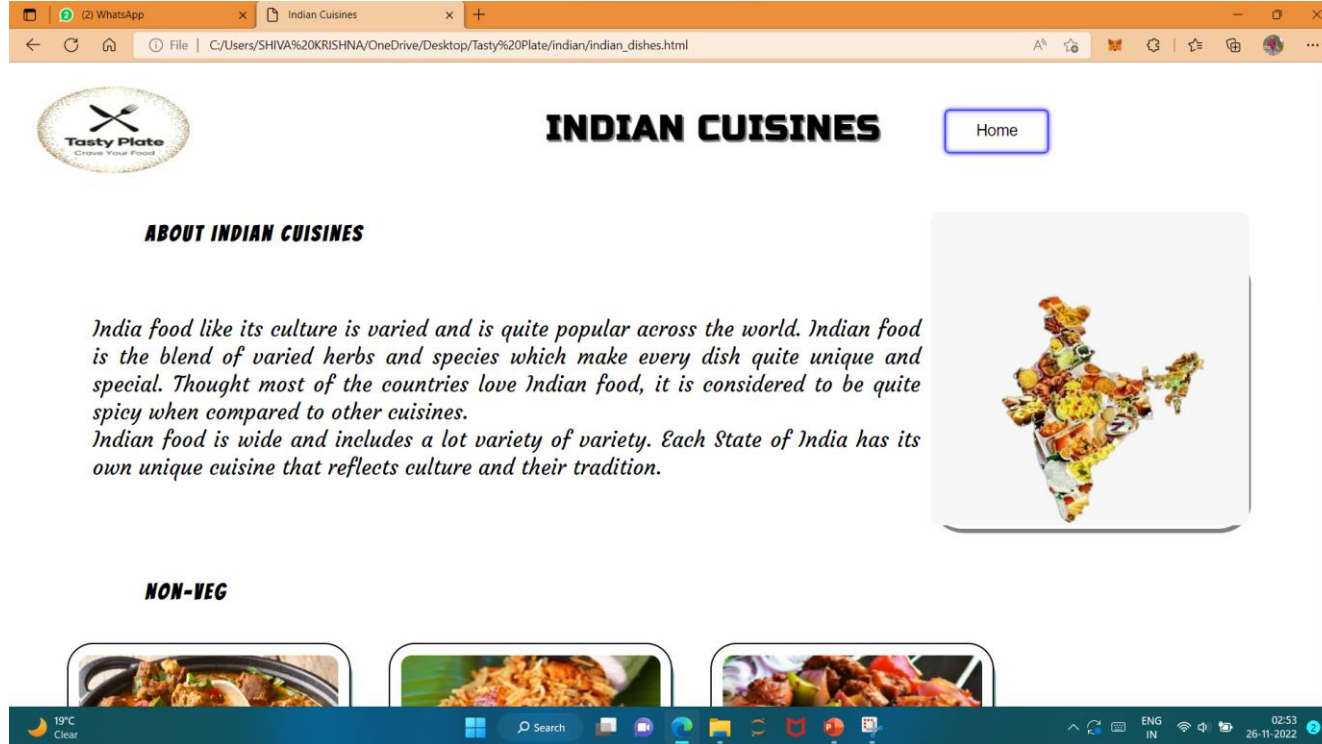 (2) WhatsApp
Indian Cuisines
File | C:/Users/SHIVA%20KRISHNA/OneDrive/Desktop/Tasty%20Plate/indian/indian_dishes.html
Tasty Plate
Crave Your Food
INDIAN CUISINES
Home
ABOUT INDIAN CUISINES
India food like its culture is varied and is quite popular across the world. Indian food
is the blend of varied herbs and species which make every dish quite unique and
special. Thought most of the countries love Indian food, it is considered to be quite
spicy when compared to other cuisines.
Indian food is wide and includes a lot variety of variety. Each State of India has its
own unique cuisine that reflects culture and their tradition.
NON-VEG
19°C
Clear
Search
ENG
IN
02:53
26-11-2022
2